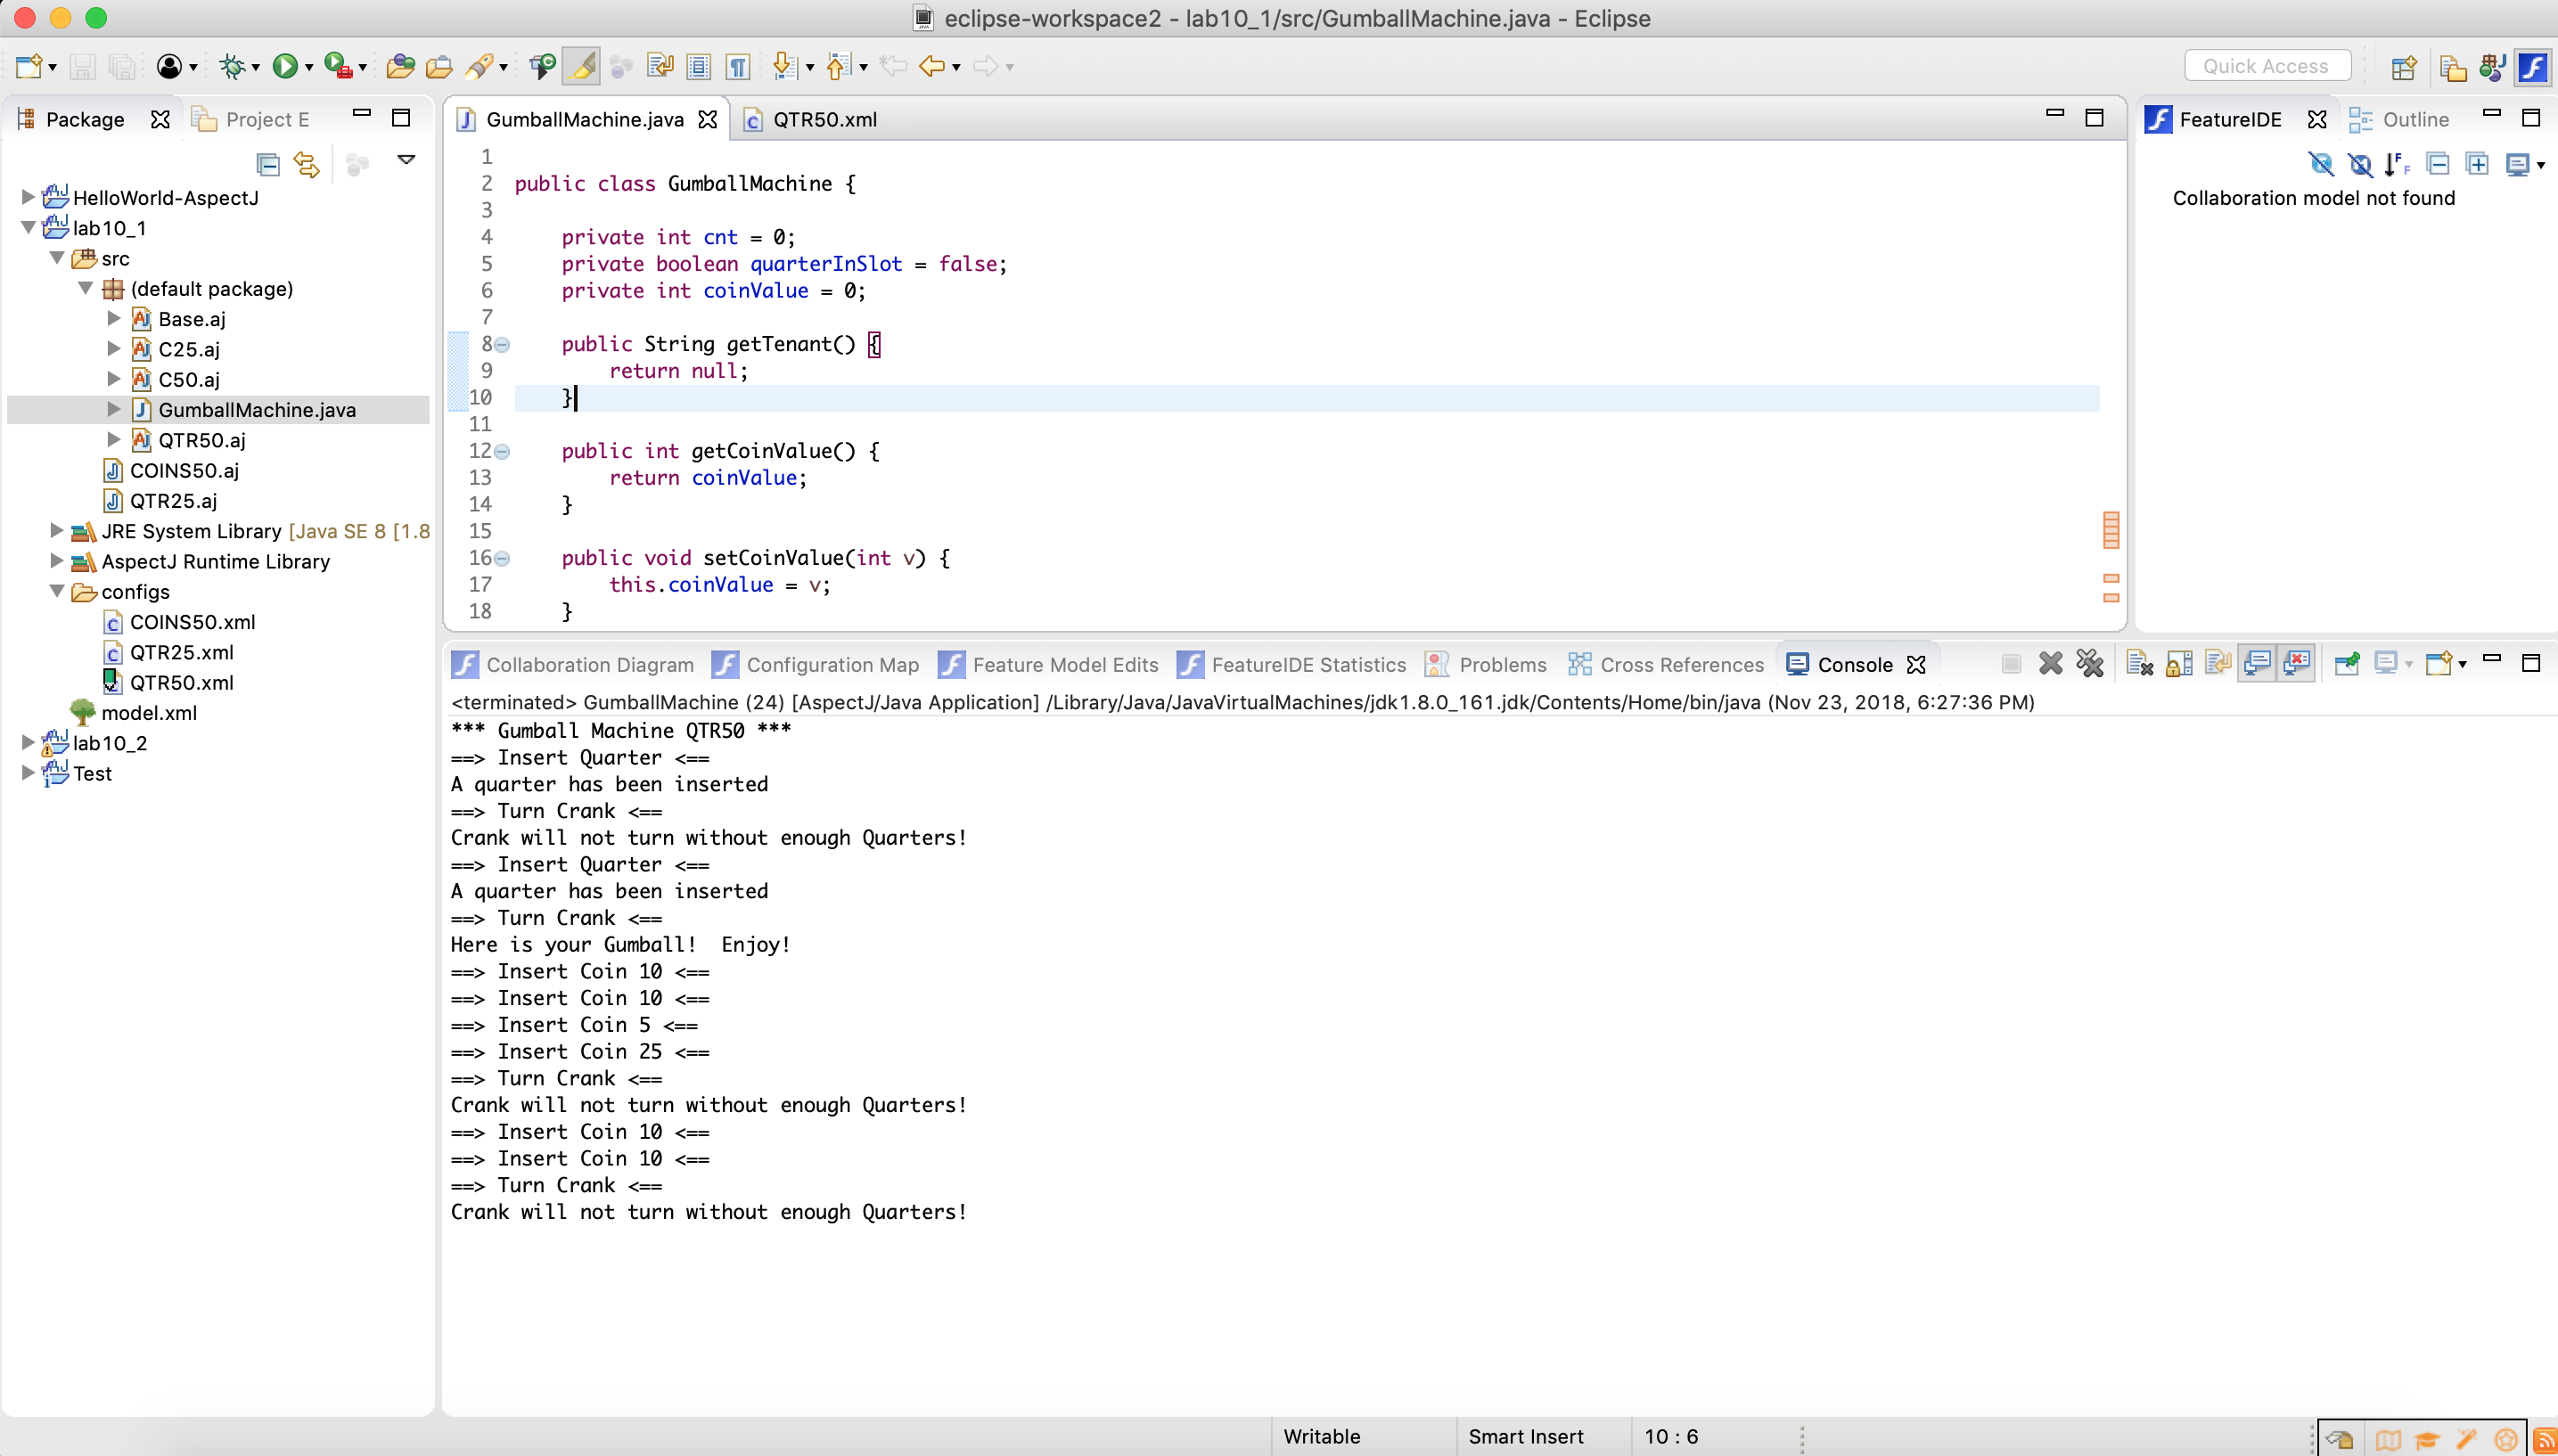 eclipse-workspace2 - lab10_1/src/GumballMachine.java - Eclipse
Quick Access
Package
Project E
HelloWorld-AspectJ
lab10_1
src
(default package)
Base.aj
C25.aj
C50.aj
GumballMachine.java
QTR50.aj
COINS50.aj
QTR25.aj
JRE System Library [Java SE 8 [1.8
AspectJ Runtime Library
configs
COINS50.xml
QTR25.xml
QTR50.xml
model.xml
lab10_2
Test
GumballMachine.java
QTR50.xml
1
2 public class GumballMachine {
3
4 private int cnt = 0;
5 private boolean quarterInSlot = false;
6 private int coinValue = 0;
7
8 public String getTenant() {
9 return null;
10 }
11
12 public int getCoinValue() {
13 return coinValue;
14 }
15
16 public void setCoinValue(int v) {
17 this.coinValue = v;
18 }
FeatureIDE
Outline
Collaboration model not found
Collaboration Diagram
Configuration Map
Feature Model Edits
FeatureIDE Statistics
Problems
Cross References
Console
<terminated> GumballMachine (24) [AspectJ/Java Application] /Library/Java/JavaVirtualMachines/jdk1.8.0_161.jdk/Contents/Home/bin/java (Nov 23, 2018, 6:27:36 PM)
*** Gumball Machine QTR50 ***
==> Insert Quarter <==
A quarter has been inserted
==> Turn Crank <==
Crank will not turn without enough Quarters!
==> Insert Quarter <==
A quarter has been inserted
==> Turn Crank <==
Here is your Gumball!  Enjoy!
==> Insert Coin 10 <==
==> Insert Coin 10 <==
==> Insert Coin 5 <==
==> Insert Coin 25 <==
==> Turn Crank <==
Crank will not turn without enough Quarters!
==> Insert Coin 10 <==
==> Insert Coin 10 <==
==> Turn Crank <==
Crank will not turn without enough Quarters!
Writable
Smart Insert
10 : 6